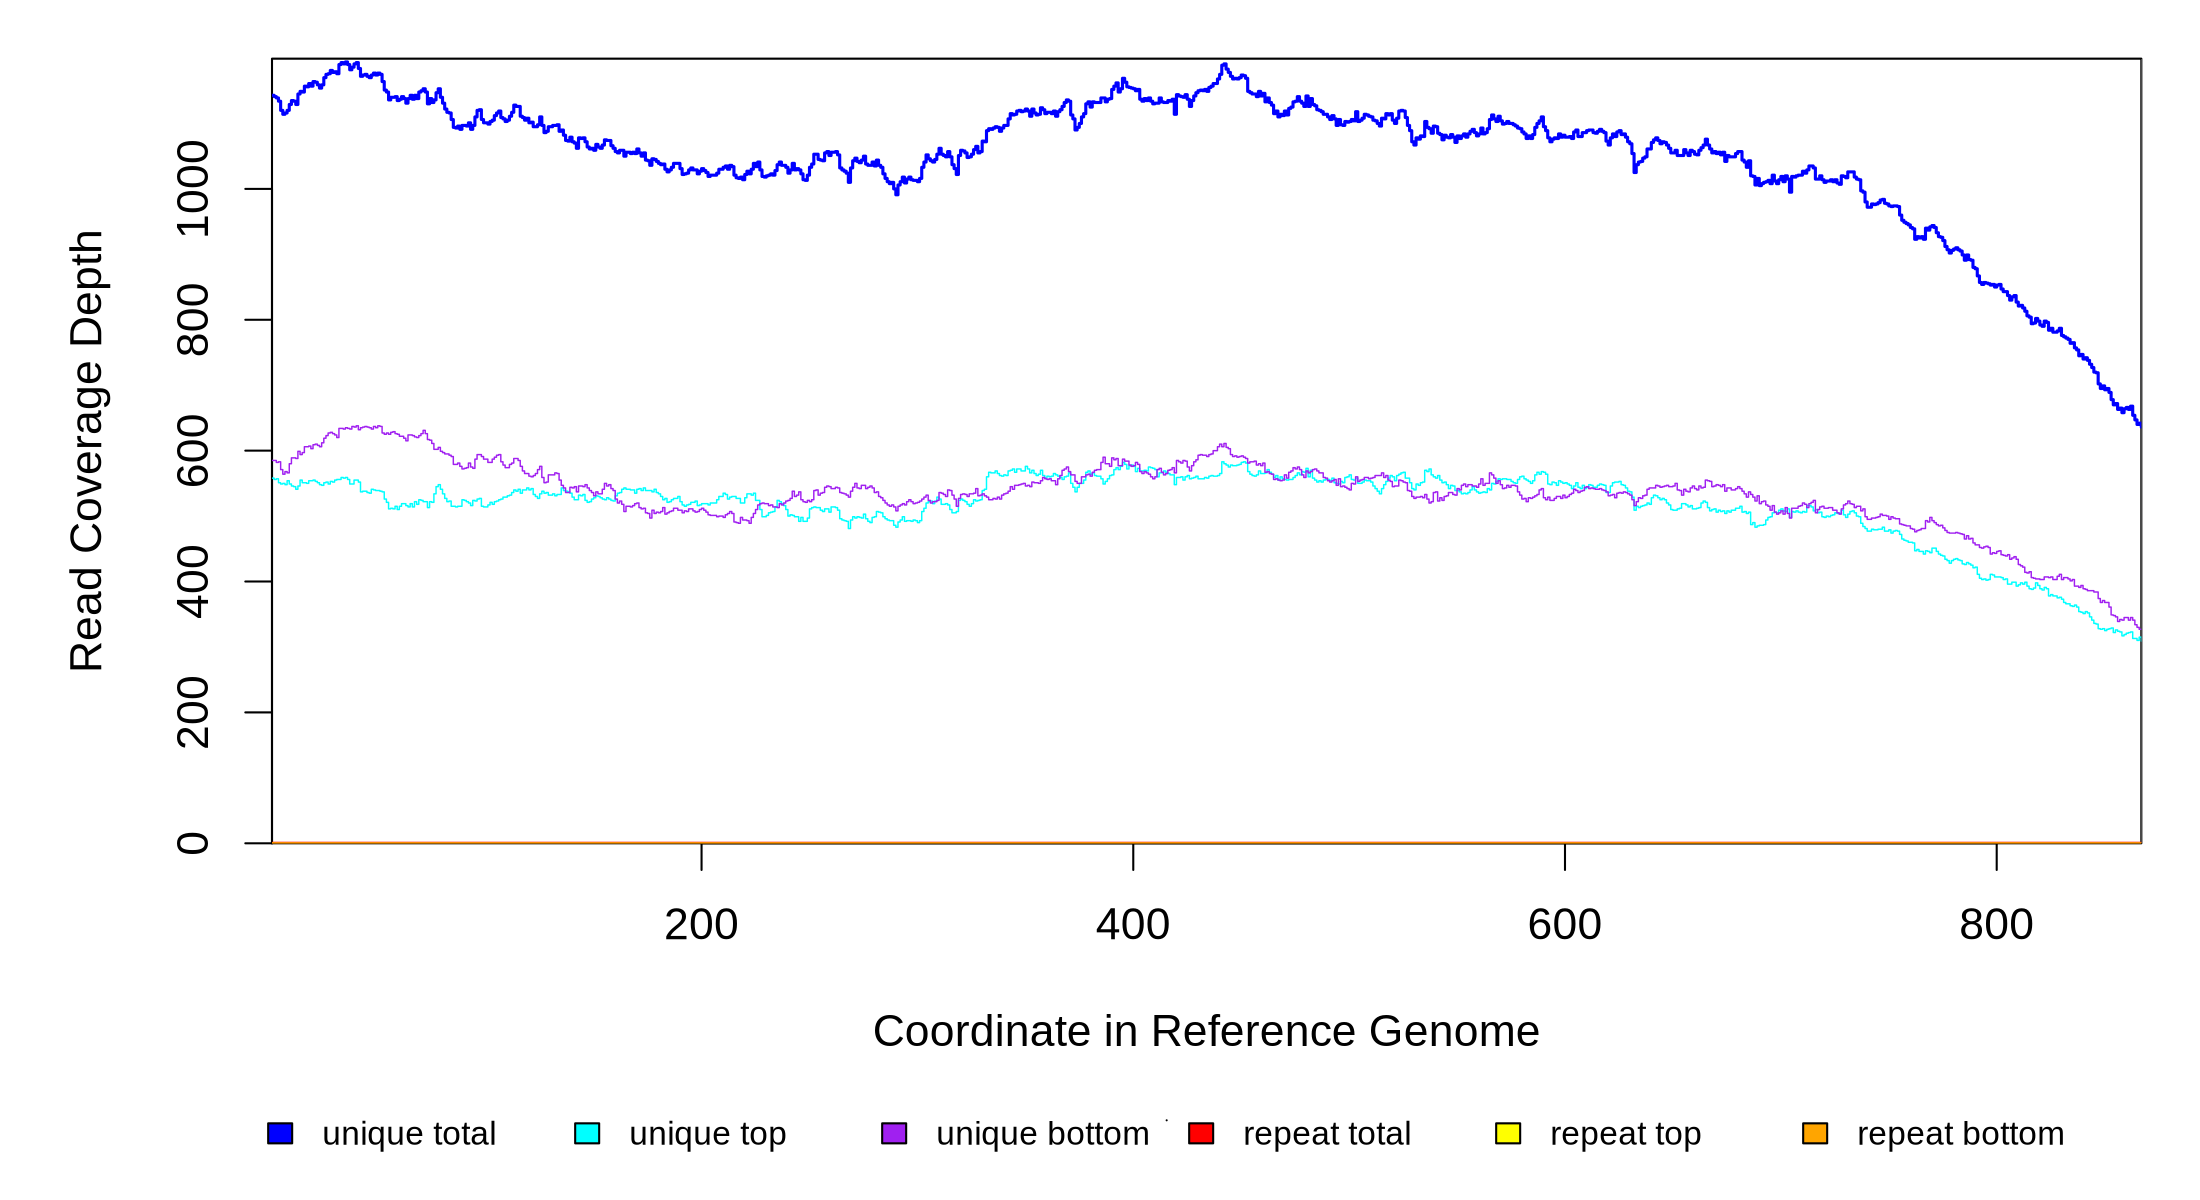 Read Coverage Depth
1000
800
600
400
200
0
200 400 600 800
Coordinate in Reference Genome
unique total unique top unique bottom repeat total repeat top repeat bottom